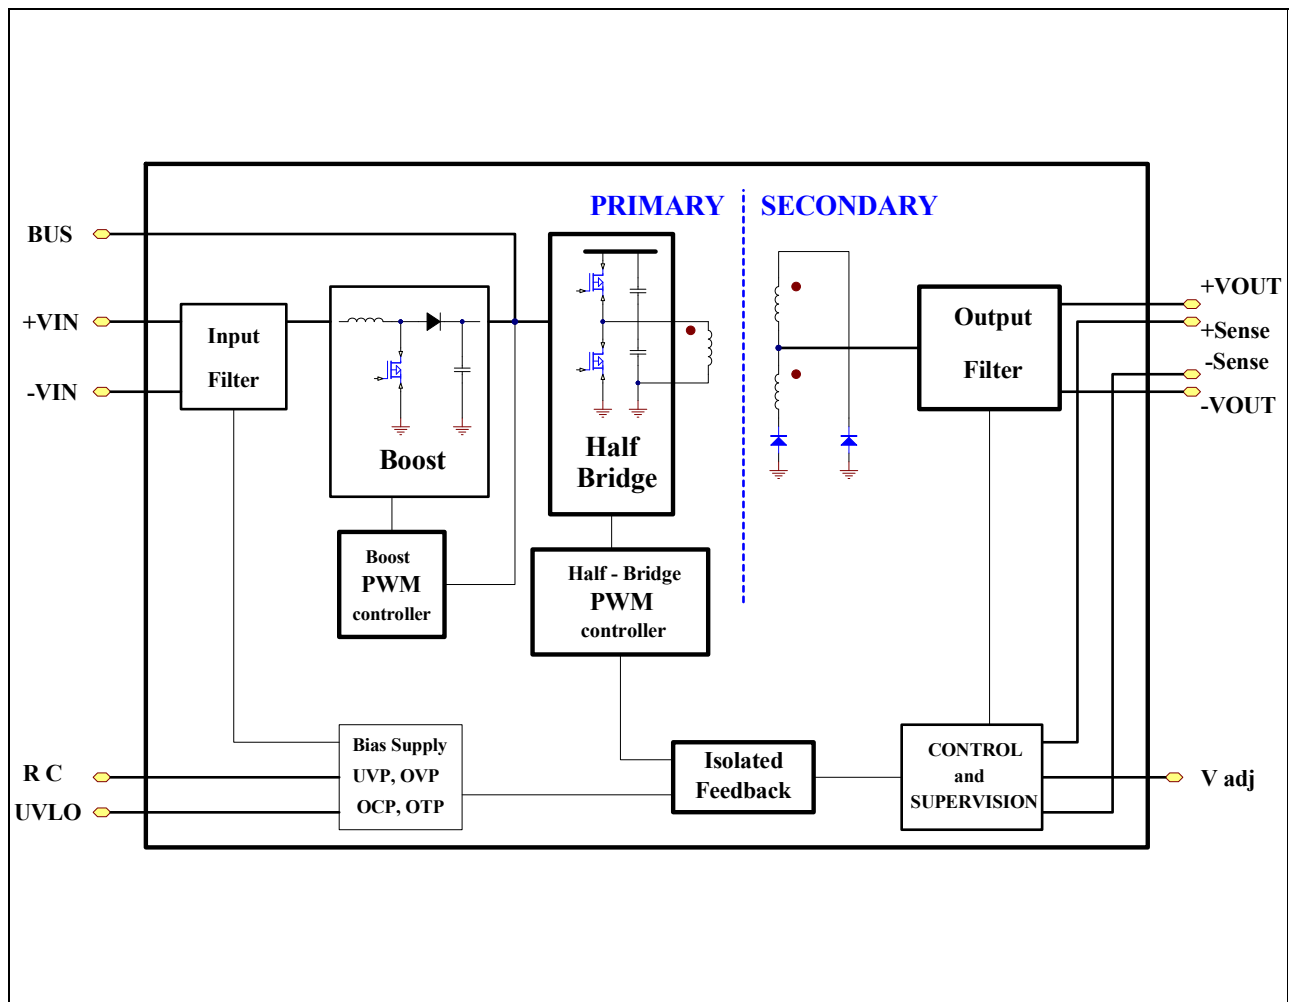 PRIMARY
SECONDARY
BUS
+VIN
-VIN
Input
Filter
Boost
Half
Bridge
Output
Filter
+VOUT
+Sense
-Sense
-VOUT
Boost
PWM
controller
Half - Bridge
PWM
controller
Bias Supply
UVP, OVP
OCP, OTP
R C
UVLO
Isolated
Feedback
CONTROL
and
SUPERVISION
V adj